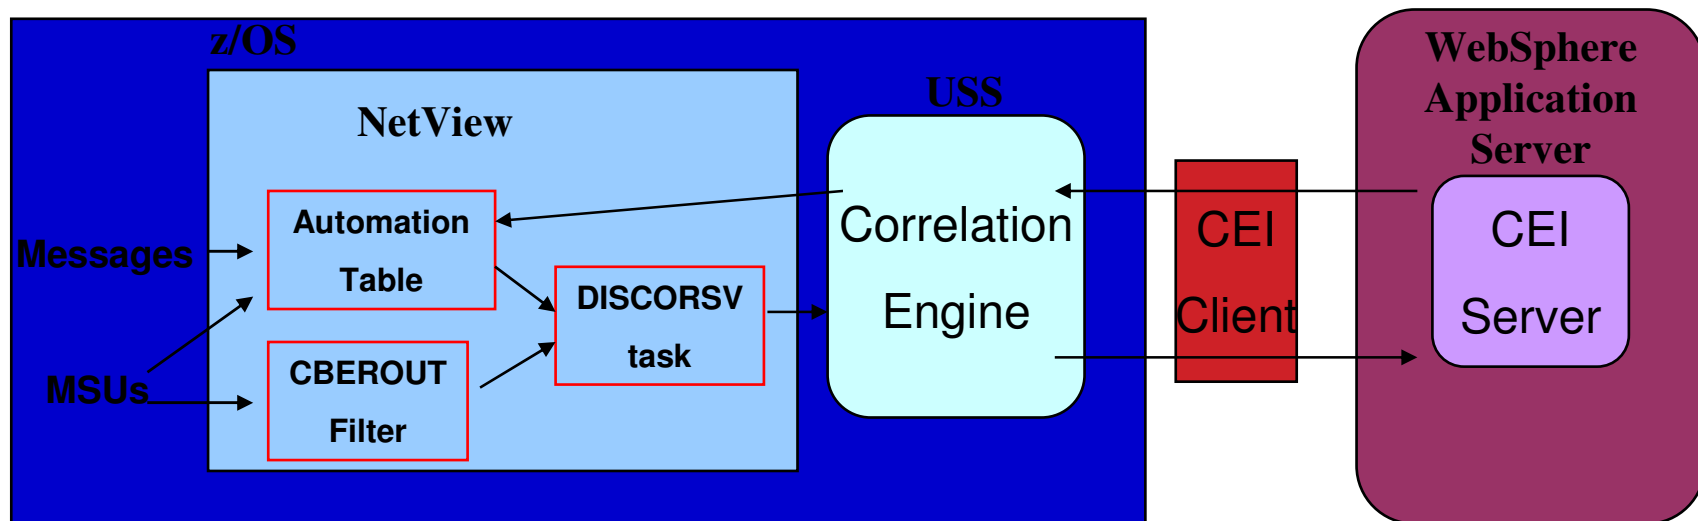 z/OS
NetView
Messages
MSUs
Automation
Table
CBEROUT
Filter
DISCORSV
task
USS
Correlation
Engine
CEI
Client
WebSphere
Application
Server
CEI
Server